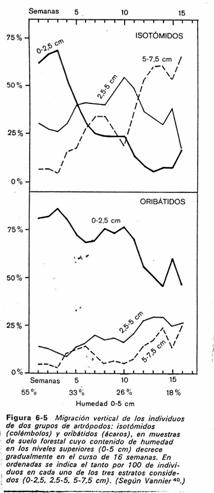 Semanas 5 10 15
75%
ISOTÓMIDOS
0-2,5 cm
5-7,5 cm
2,5-5 cm
50%
25%
0%
ORIBÁTIDOS
75%
0-2,5 cm
50%
25%
2,5-5 cm
5-7,5 cm
0%
Semanas 5 10 15
55% 33% 26% 18%
Humedad 0-5 cm
Figura 6-5 Migración vertical de los individuos
de dos grupos de artrópodos: isotómidos
(colémbolos) y oribátidos (ácaros), en muestras
de suelo forestal cuyo contenido de humedad
en los niveles superiores (0-5 cm) decrece
gradualmente en el curso de 16 semanas. En
ordenadas se indica el tanto por 100 de indivi-
duos en cada uno de los tres estratos conside-
dos (0-2,5, 2.5-5, 5-7,5 cm). (Según Vannier 40.)